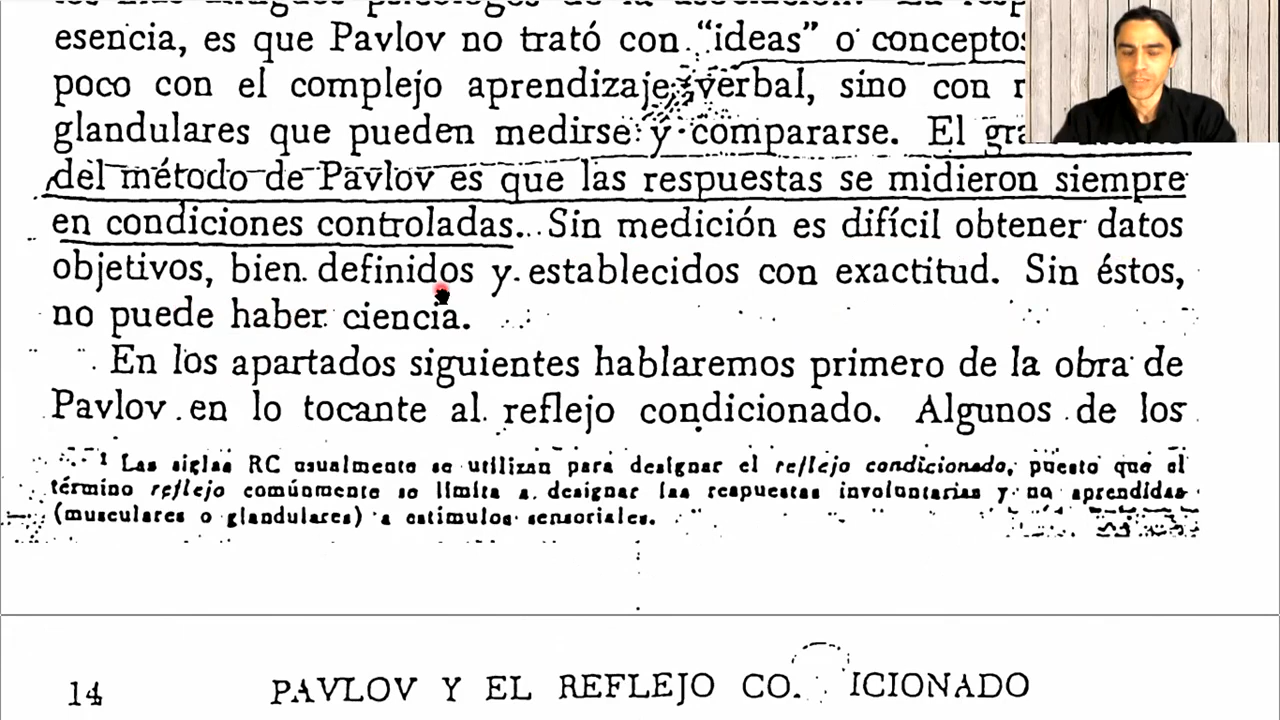 esencia, es que Pavlov no trató con "ideas" o conceptos
poco con el complejo aprendizaje verbal, sino con
glandulares que pueden medirse y compararse. El
del método de Pavlov es que las respuestas se midieron siempre
en condiciones controladas. Sin medición es difícil obtener datos
objetivos, bien definidos y establecidos con exactitud. Sin éstos,
no puede haber ciencia.
En los apartados siguientes hablaremos primero de la obra de
Pavlov en lo tocante al reflejo condicionado. Algunos de los
¹ Las siglas RC usualmente se utilizan para designar el reflejo condicionado, puesto que el
término reflejo comúnmente se limita a designar las respuestas involuntarias y no aprendidas
(musculares o glandulares) a estímulos sensoriales.
14 PAVLOV Y EL REFLEJO CO ICIONADO